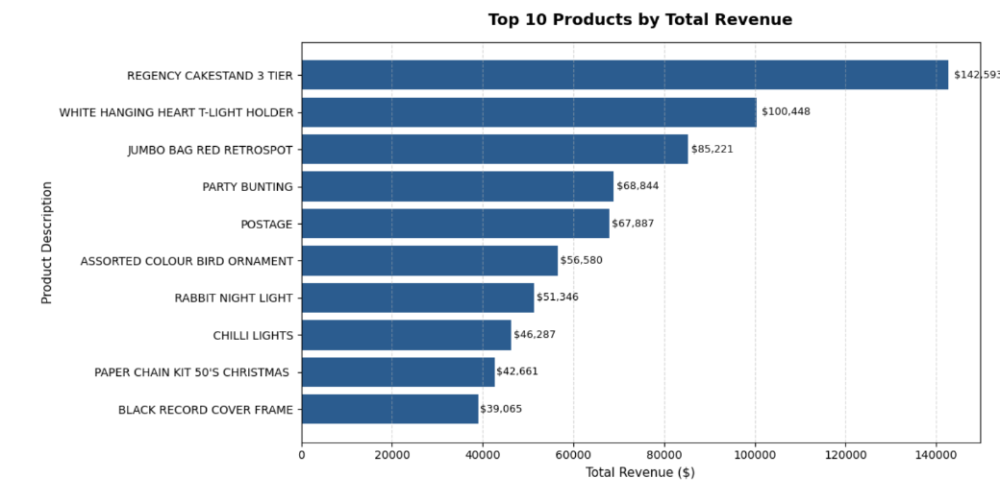 Top 10 Products by Total Revenue
Product Description
REGENCY CAKESTAND 3 TIER $142,593
WHITE HANGING HEART T-LIGHT HOLDER $100,448
JUMBO BAG RED RETROSPOT $85,221
PARTY BUNTING $68,844
POSTAGE $67,887
ASSORTED COLOUR BIRD ORNAMENT $56,580
RABBIT NIGHT LIGHT $51,346
CHILLI LIGHTS $46,287
PAPER CHAIN KIT 50'S CHRISTMAS $42,661
BLACK RECORD COVER FRAME $39,065
0 20000 40000 60000 80000 100000 120000 140000
Total Revenue ($)